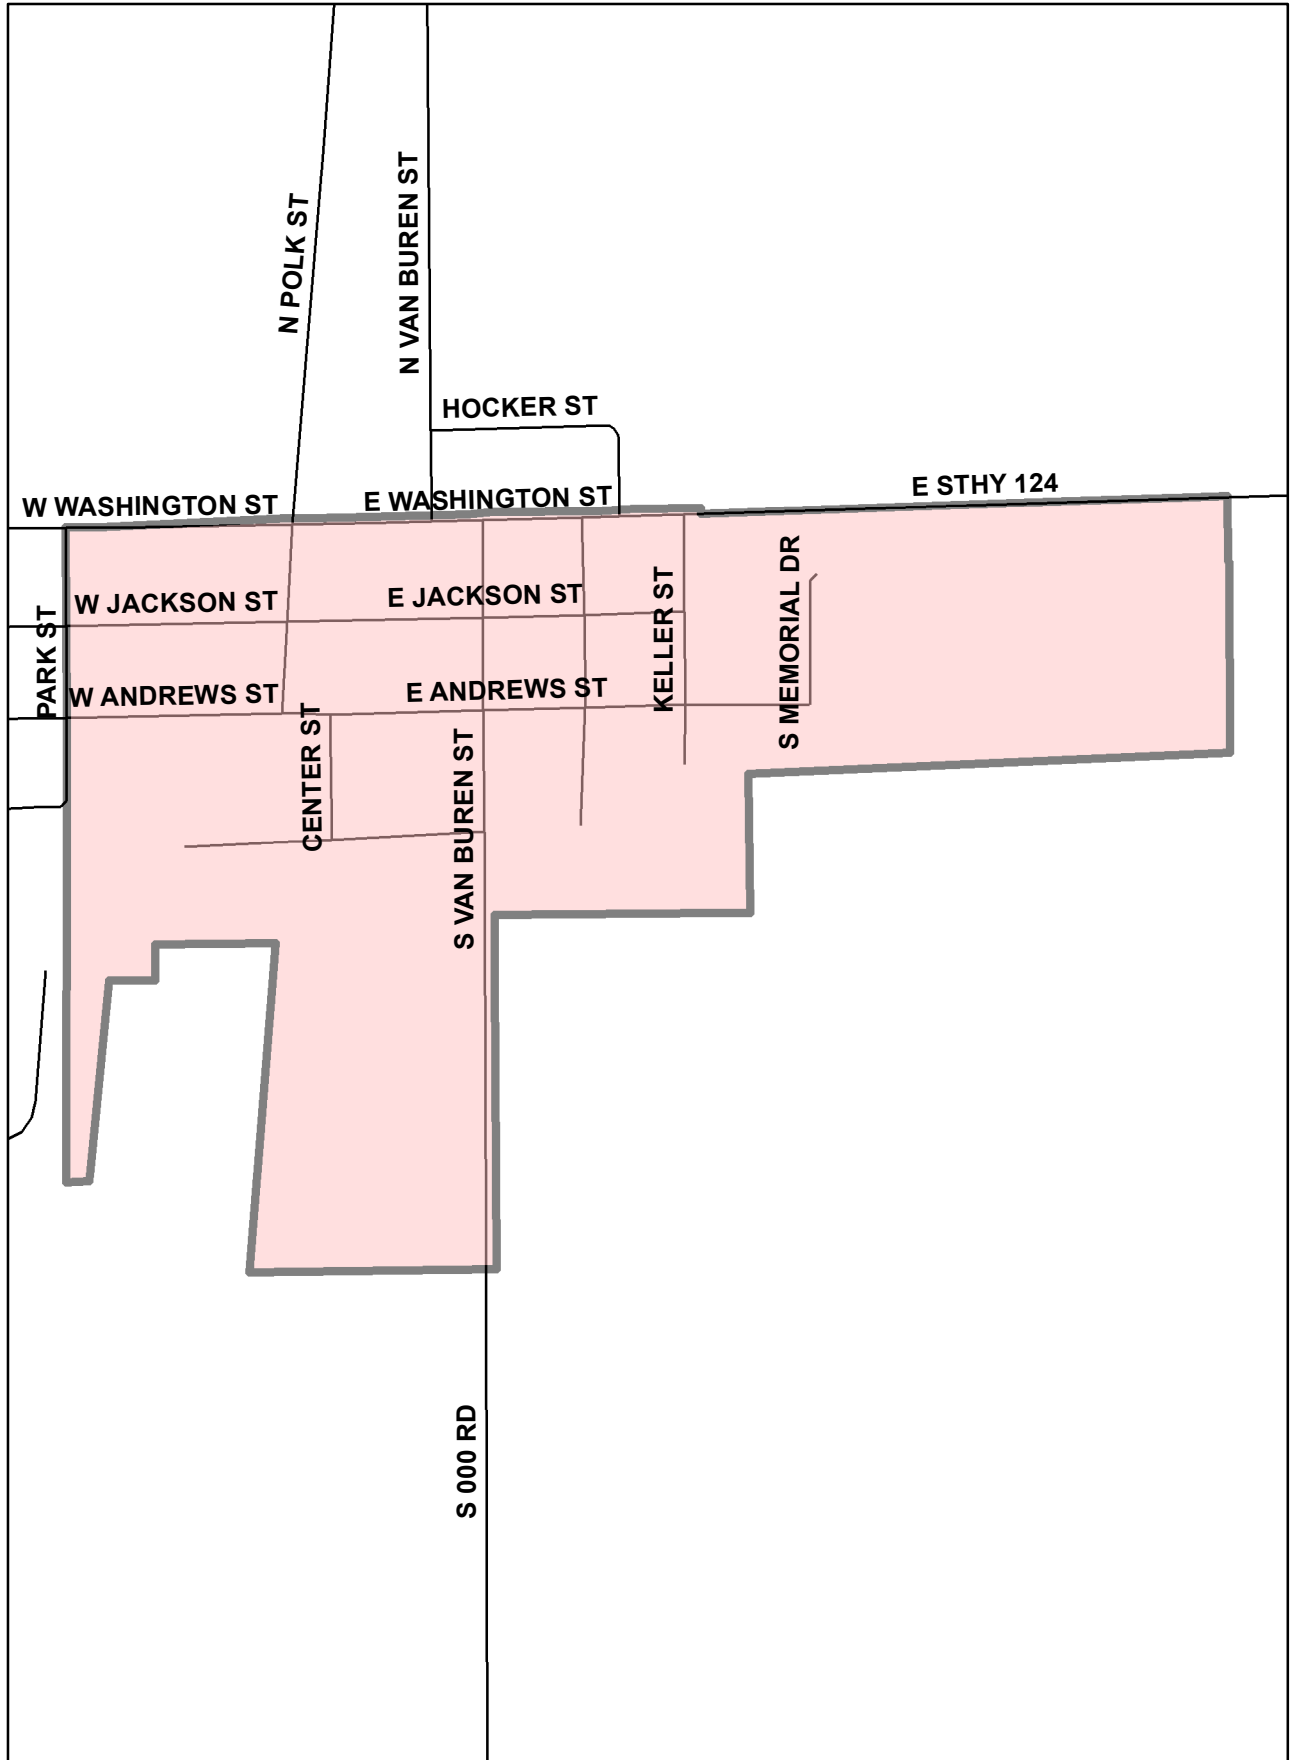 N POLK ST
N VAN BUREN ST
HOCKER ST
W WASHINGTON ST
E WASHINGTON ST
E STHY 124
W JACKSON ST
E JACKSON ST
KELLER ST
S MEMORIAL DR
PARK ST
W ANDREWS ST
E ANDREWS ST
CENTER ST
S VAN BUREN ST
S 000 RD